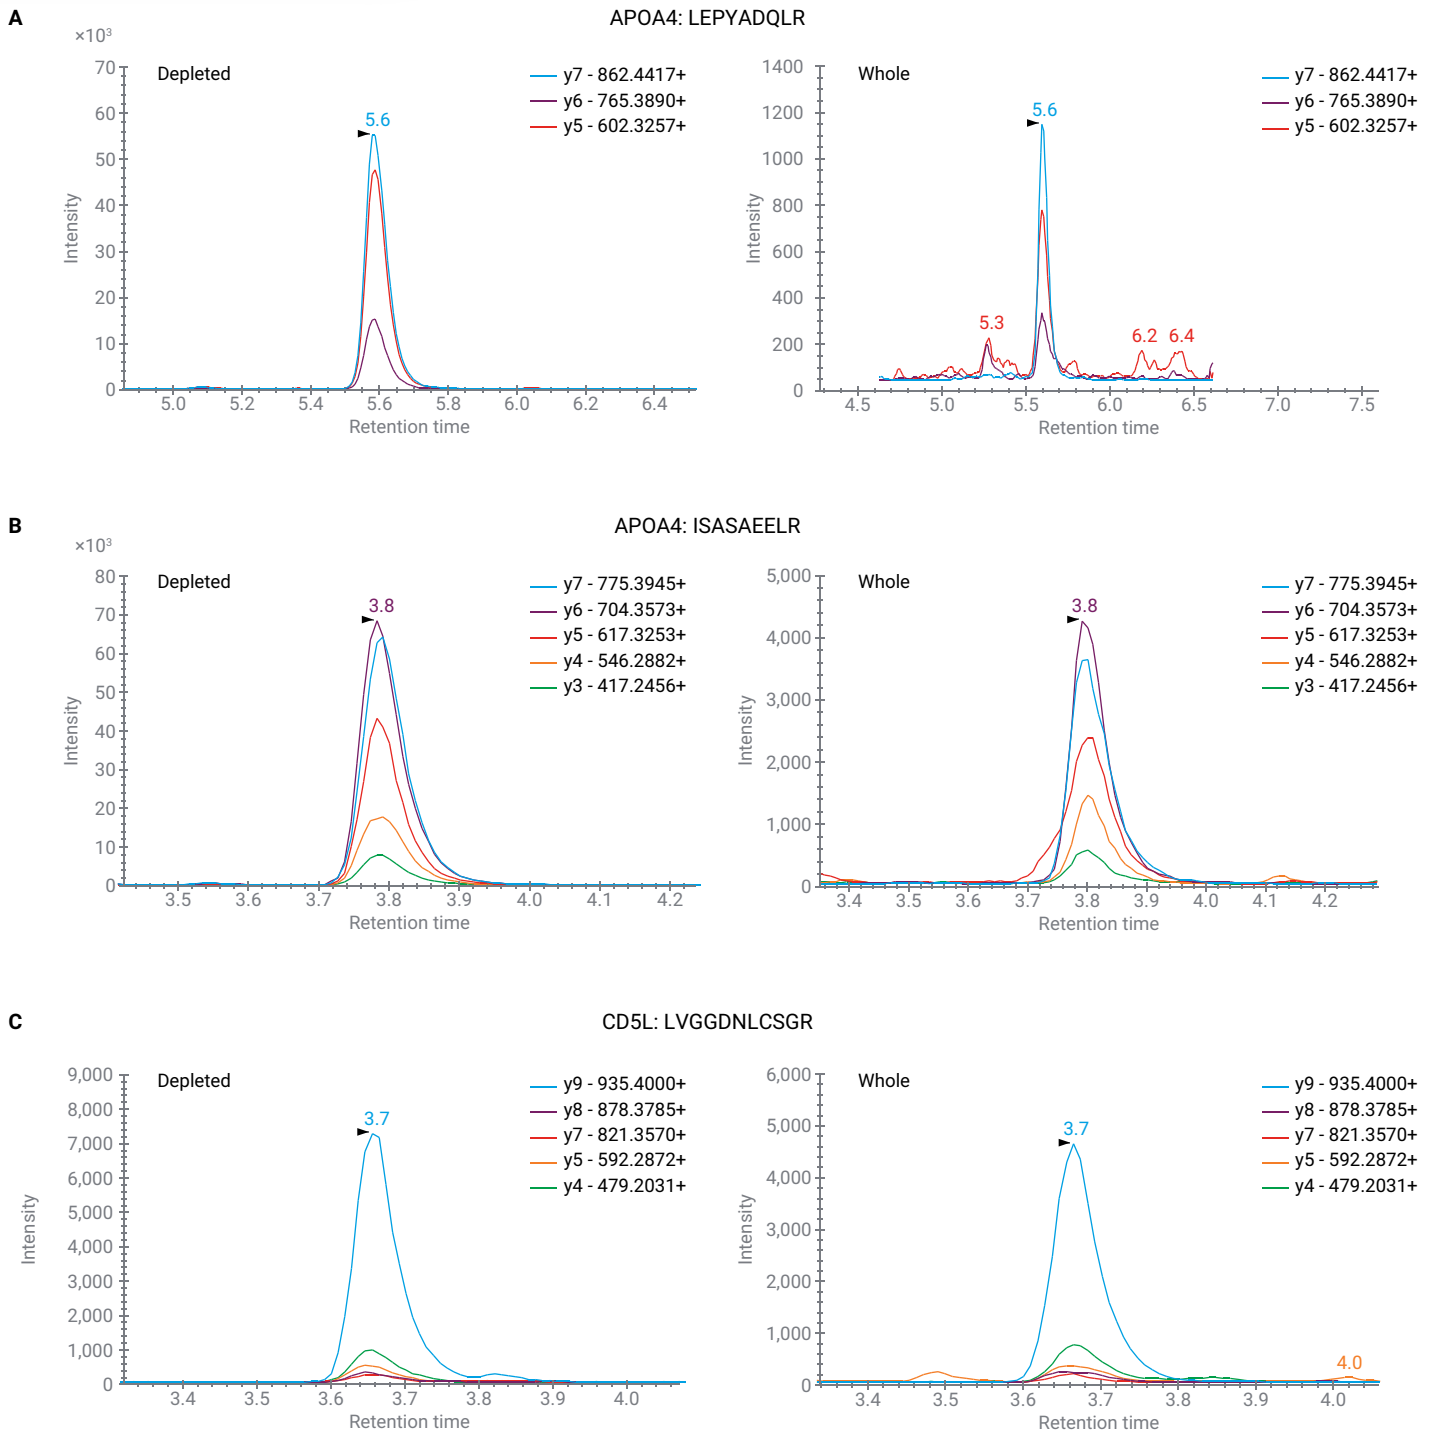 A
APOA4: LEPYADQLR
×10³
Depleted
70
60
50
40
30
20
10
0
Intensity
5.6
y7 - 862.4417+
y6 - 765.3890+
y5 - 602.3257+
5.0 5.2 5.4 5.6 5.8 6.0 6.2 6.4
Retention time
Whole
1400
1200
1000
800
600
400
200
0
Intensity
5.6
5.3
6.2 6.4
y7 - 862.4417+
y6 - 765.3890+
y5 - 602.3257+
4.5 5.0 5.5 6.0 6.5 7.0 7.5
Retention time
B
APOA4: ISASAEELR
×10³
Depleted
80
70
60
50
40
30
20
10
0
Intensity
3.8
y7 - 775.3945+
y6 - 704.3573+
y5 - 617.3253+
y4 - 546.2882+
y3 - 417.2456+
3.5 3.6 3.7 3.8 3.9 4.0 4.1 4.2
Retention time
Whole
5,000
4,000
3,000
2,000
1,000
0
Intensity
3.8
y7 - 775.3945+
y6 - 704.3573+
y5 - 617.3253+
y4 - 546.2882+
y3 - 417.2456+
3.4 3.5 3.6 3.7 3.8 3.9 4.0 4.1 4.2
Retention time
C
CD5L: LVGGDNLCSGR
Depleted
9,000
8,000
7,000
6,000
5,000
4,000
3,000
2,000
1,000
0
Intensity
3.7
y9 - 935.4000+
y8 - 878.3785+
y7 - 821.3570+
y5 - 592.2872+
y4 - 479.2031+
3.4 3.5 3.6 3.7 3.8 3.9 4.0
Retention time
Whole
6,000
5,000
4,000
3,000
2,000
1,000
0
Intensity
3.7
4.0
y9 - 935.4000+
y8 - 878.3785+
y7 - 821.3570+
y5 - 592.2872+
y4 - 479.2031+
3.4 3.5 3.6 3.7 3.8 3.9 4.0
Retention time